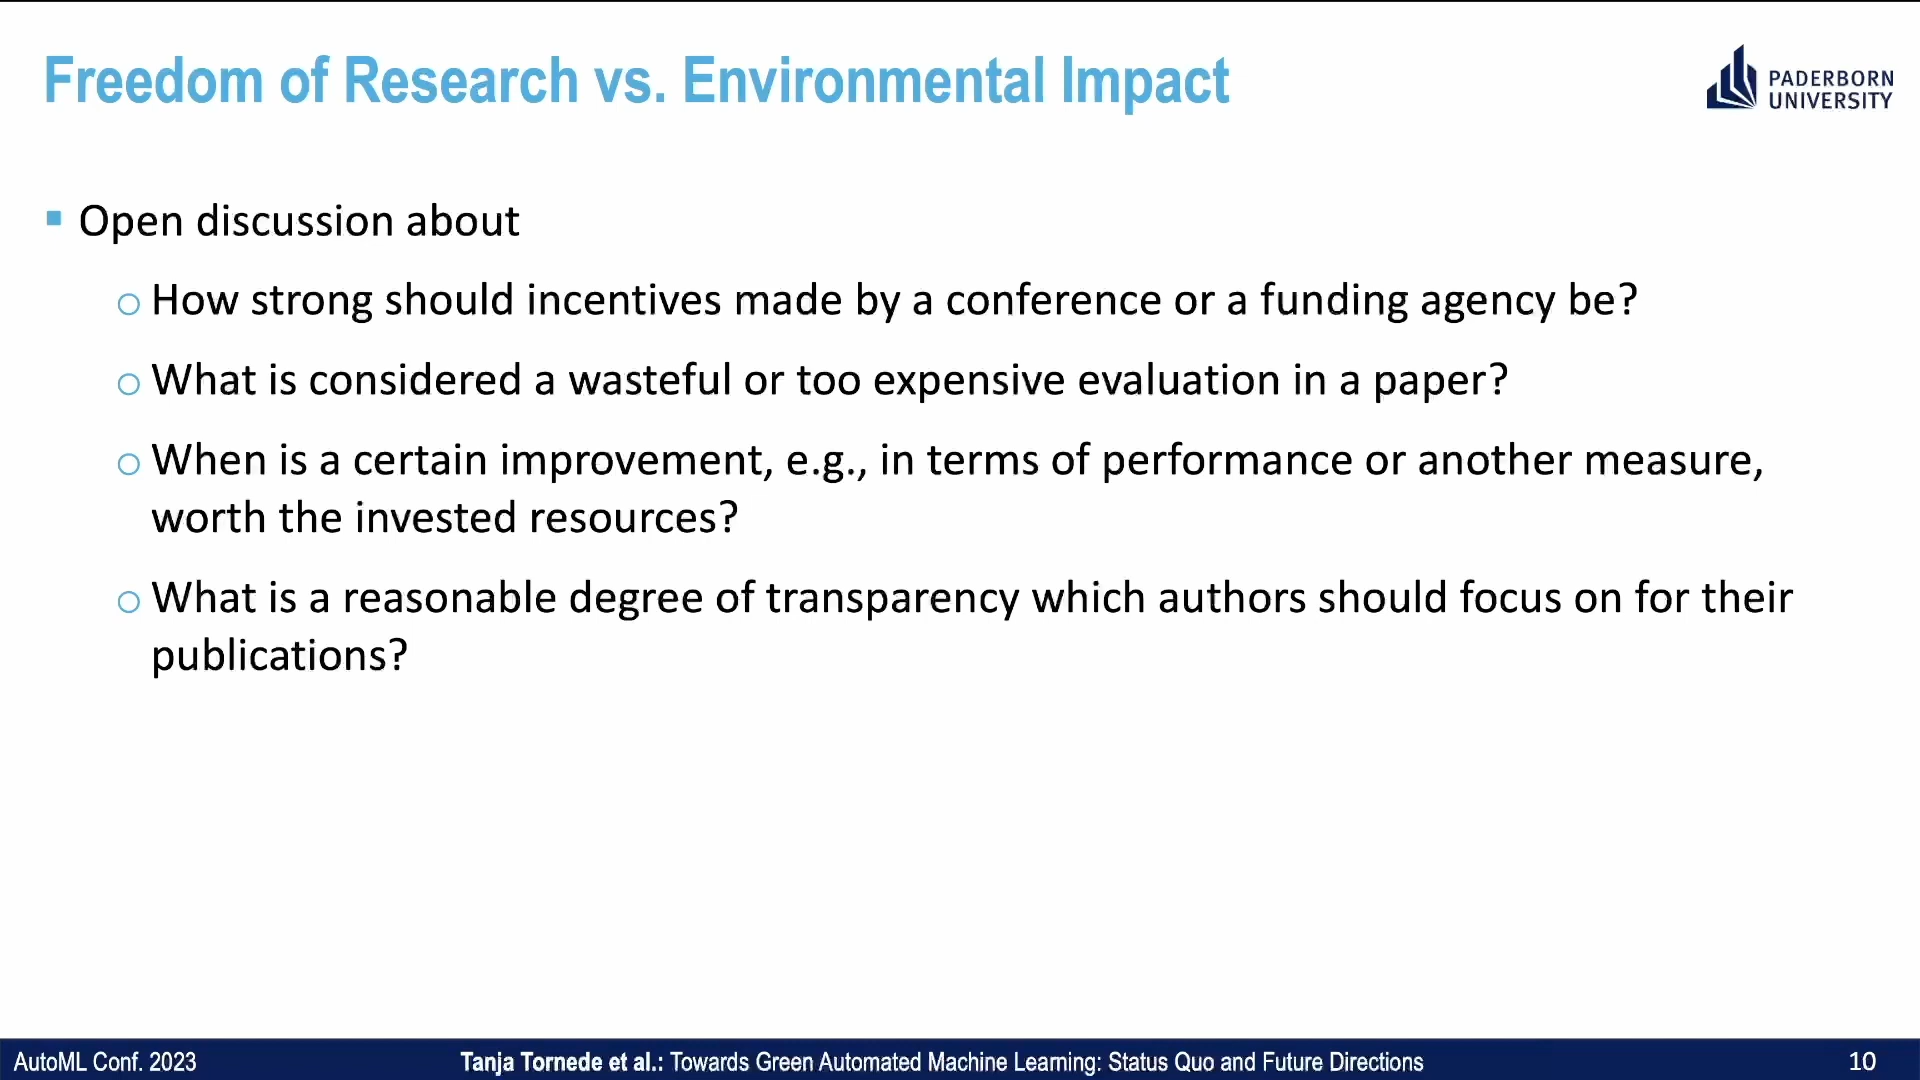 Freedom of Research vs. Environmental Impact
PADERBORN
UNIVERSITY
Open discussion about
How strong should incentives made by a conference or a funding agency be?
What is considered a wasteful or too expensive evaluation in a paper?
When is a certain improvement, e.g., in terms of performance or another measure,
worth the invested resources?
What is a reasonable degree of transparency which authors should focus on for their
publications?
AutoML Conf. 2023
Tanja Tornede et al.: Towards Green Automated Machine Learning: Status Quo and Future Directions
10